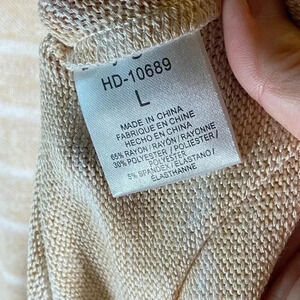 HD-10689
L
MADE IN CHINA
FABRIQUE EN CHINE
HECHO EN CHINA
65% RAYON / RAYON / RAYONNE
30% POLYESTER / POLIESTER /
POLYESTER
5% SPANDEX / ELASTANO /
ELASTHANNE